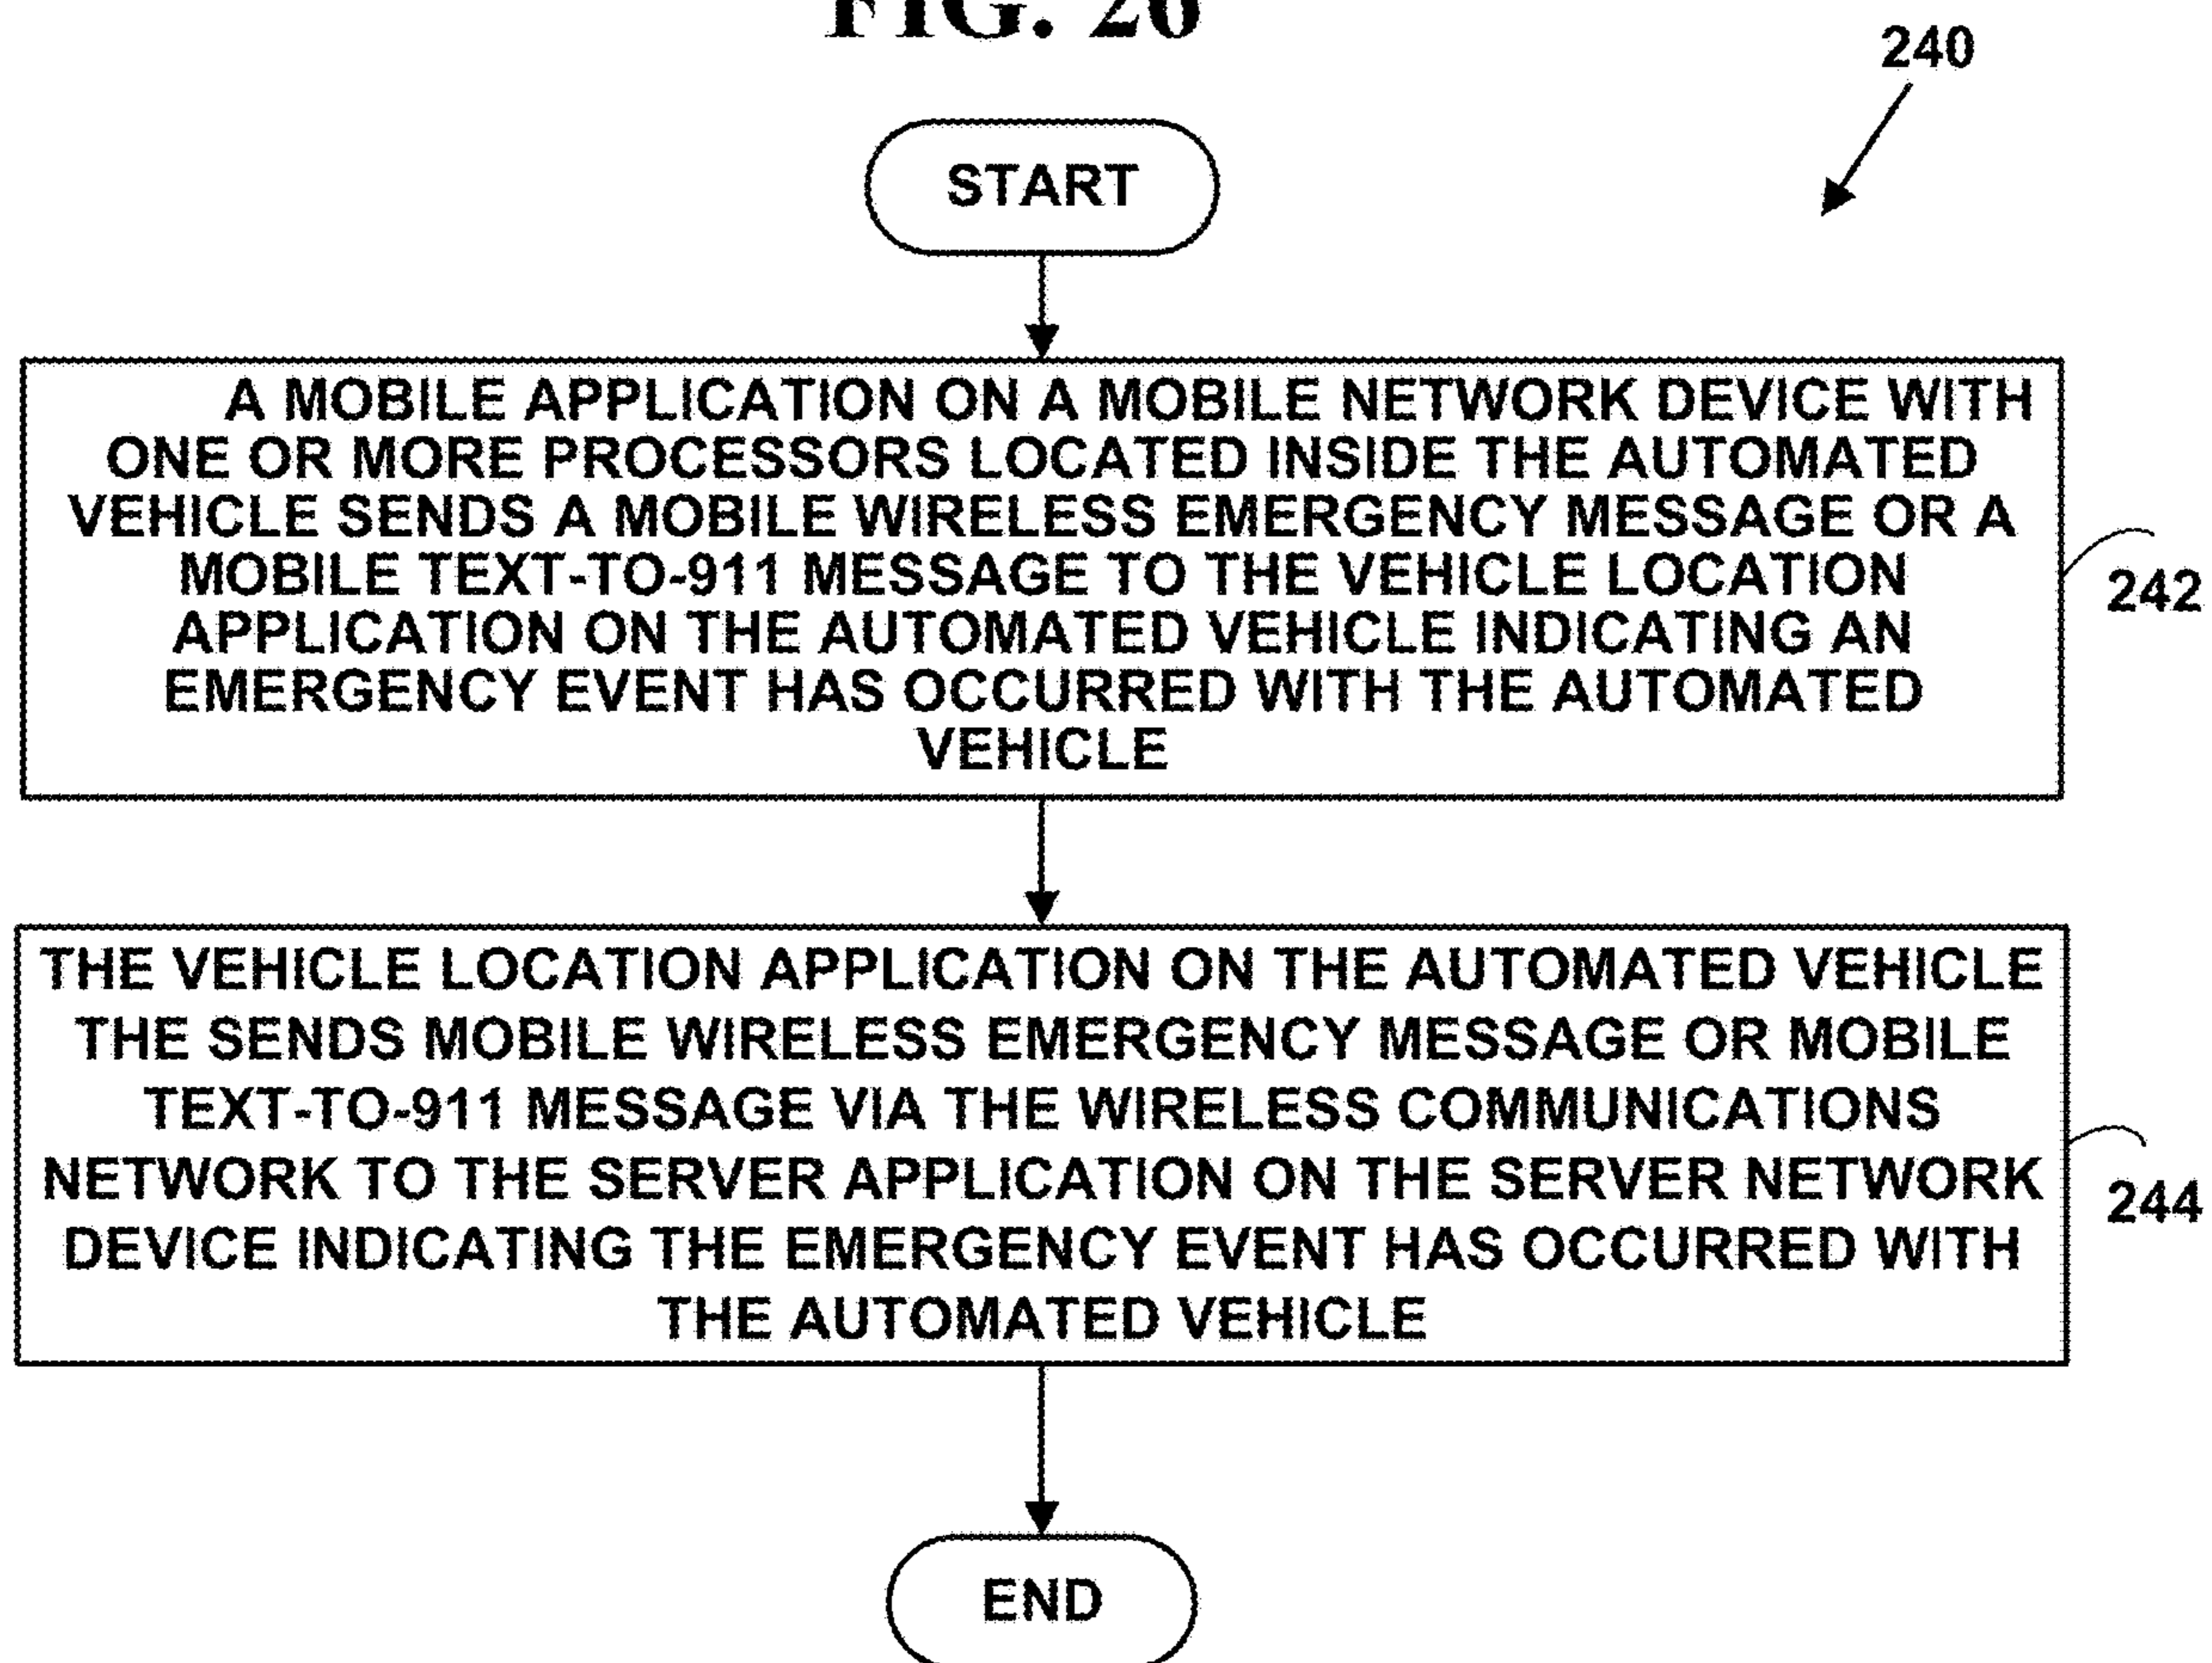 FIG. 20
240
START
A MOBILE APPLICATION ON A MOBILE NETWORK DEVICE WITH
ONE OR MORE PROCESSORS LOCATED INSIDE THE AUTOMATED
VEHICLE SENDS A MOBILE WIRELESS EMERGENCY MESSAGE OR A
MOBILE TEXT-TO-911 MESSAGE TO THE VEHICLE LOCATION
APPLICATION ON THE AUTOMATED VEHICLE INDICATING AN
EMERGENCY EVENT HAS OCCURRED WITH THE AUTOMATED
VEHICLE
242
THE VEHICLE LOCATION APPLICATION ON THE AUTOMATED VEHICLE
THE SENDS MOBILE WIRELESS EMERGENCY MESSAGE OR MOBILE
TEXT-TO-911 MESSAGE VIA THE WIRELESS COMMUNICATIONS
NETWORK TO THE SERVER APPLICATION ON THE SERVER NETWORK
DEVICE INDICATING THE EMERGENCY EVENT HAS OCCURRED WITH
THE AUTOMATED VEHICLE
244
END